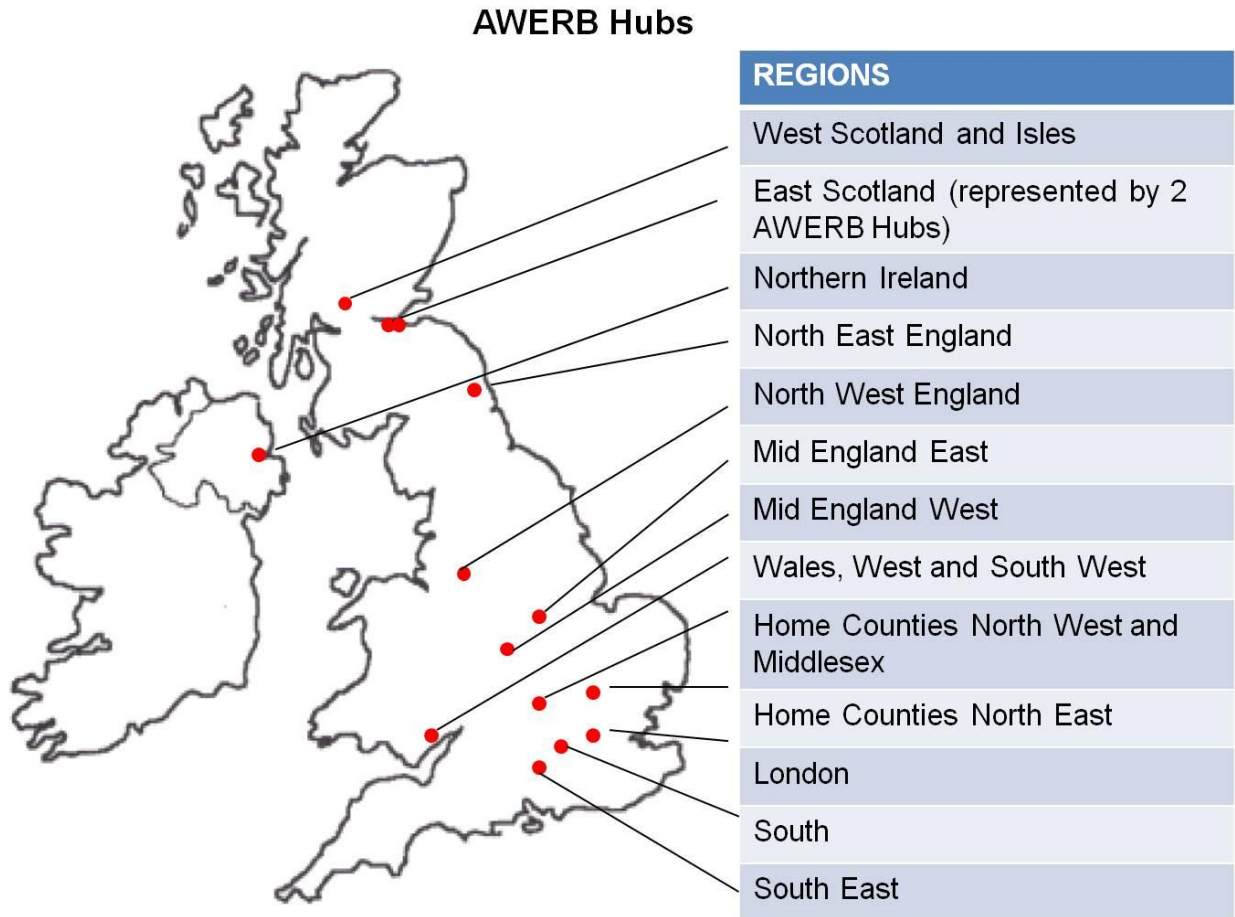 AWERB Hubs
REGIONS
West Scotland and Isles
East Scotland (represented by 2
AWERB Hubs)
Northern Ireland
North East England
North West England
Mid England East
Mid England West
Wales, West and South West
Home Counties North West and
Middlesex
Home Counties North East
London
South
South East